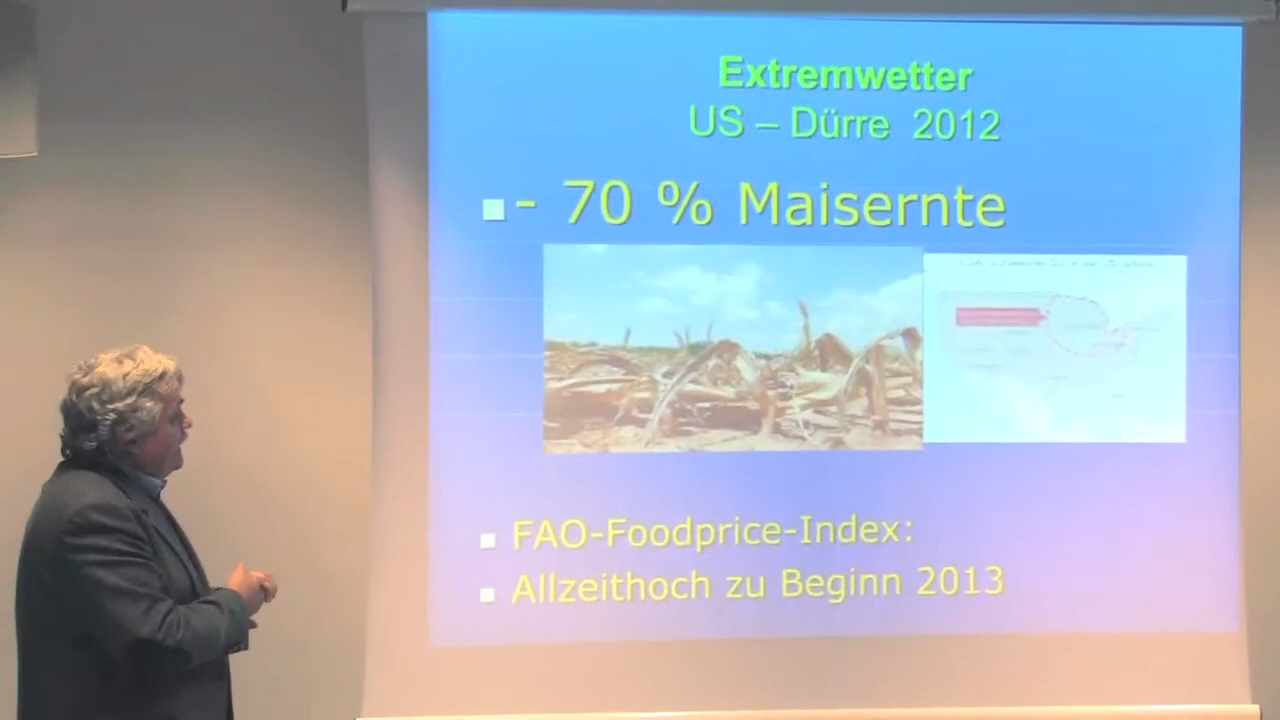 Extremwetter
US – Dürre 2012
- 70 % Maisernte
FAO-Foodprice-Index:
Allzeithoch zu Beginn 2013